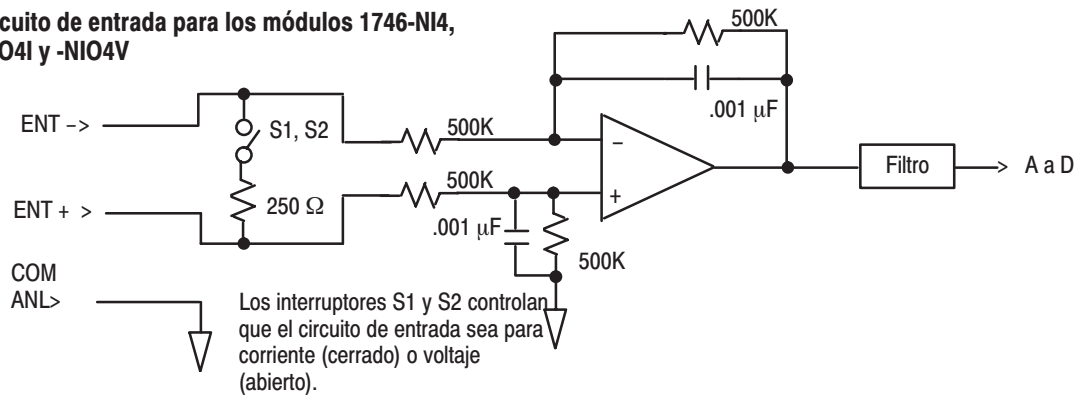 cuito de entrada para los módulos 1746-NI4,
O4I y -NIO4V
500K
.001 µF
ENT –>
S1, S2
500K
–
Filtro
> A a D
500K
+
ENT + >
250 Ω
.001 µF
500K
COM
ANL>
Los interruptores S1 y S2 controlan
que el circuito de entrada sea para
corriente (cerrado) o voltaje
(abierto).